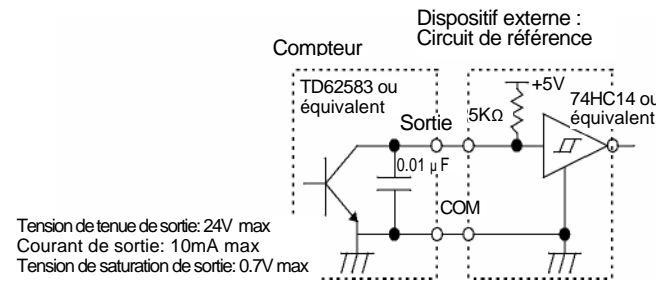 Dispositif externe :
Circuit de référence
Compteur
TD62583 ou
équivalent
+5V
74HC14 ou
équivalent
5KΩ
Sortie
0.01 μF
COM
Tension de tenue de sortie: 24V max
Courant de sortie: 10mA max
Tension de saturation de sortie: 0.7V max